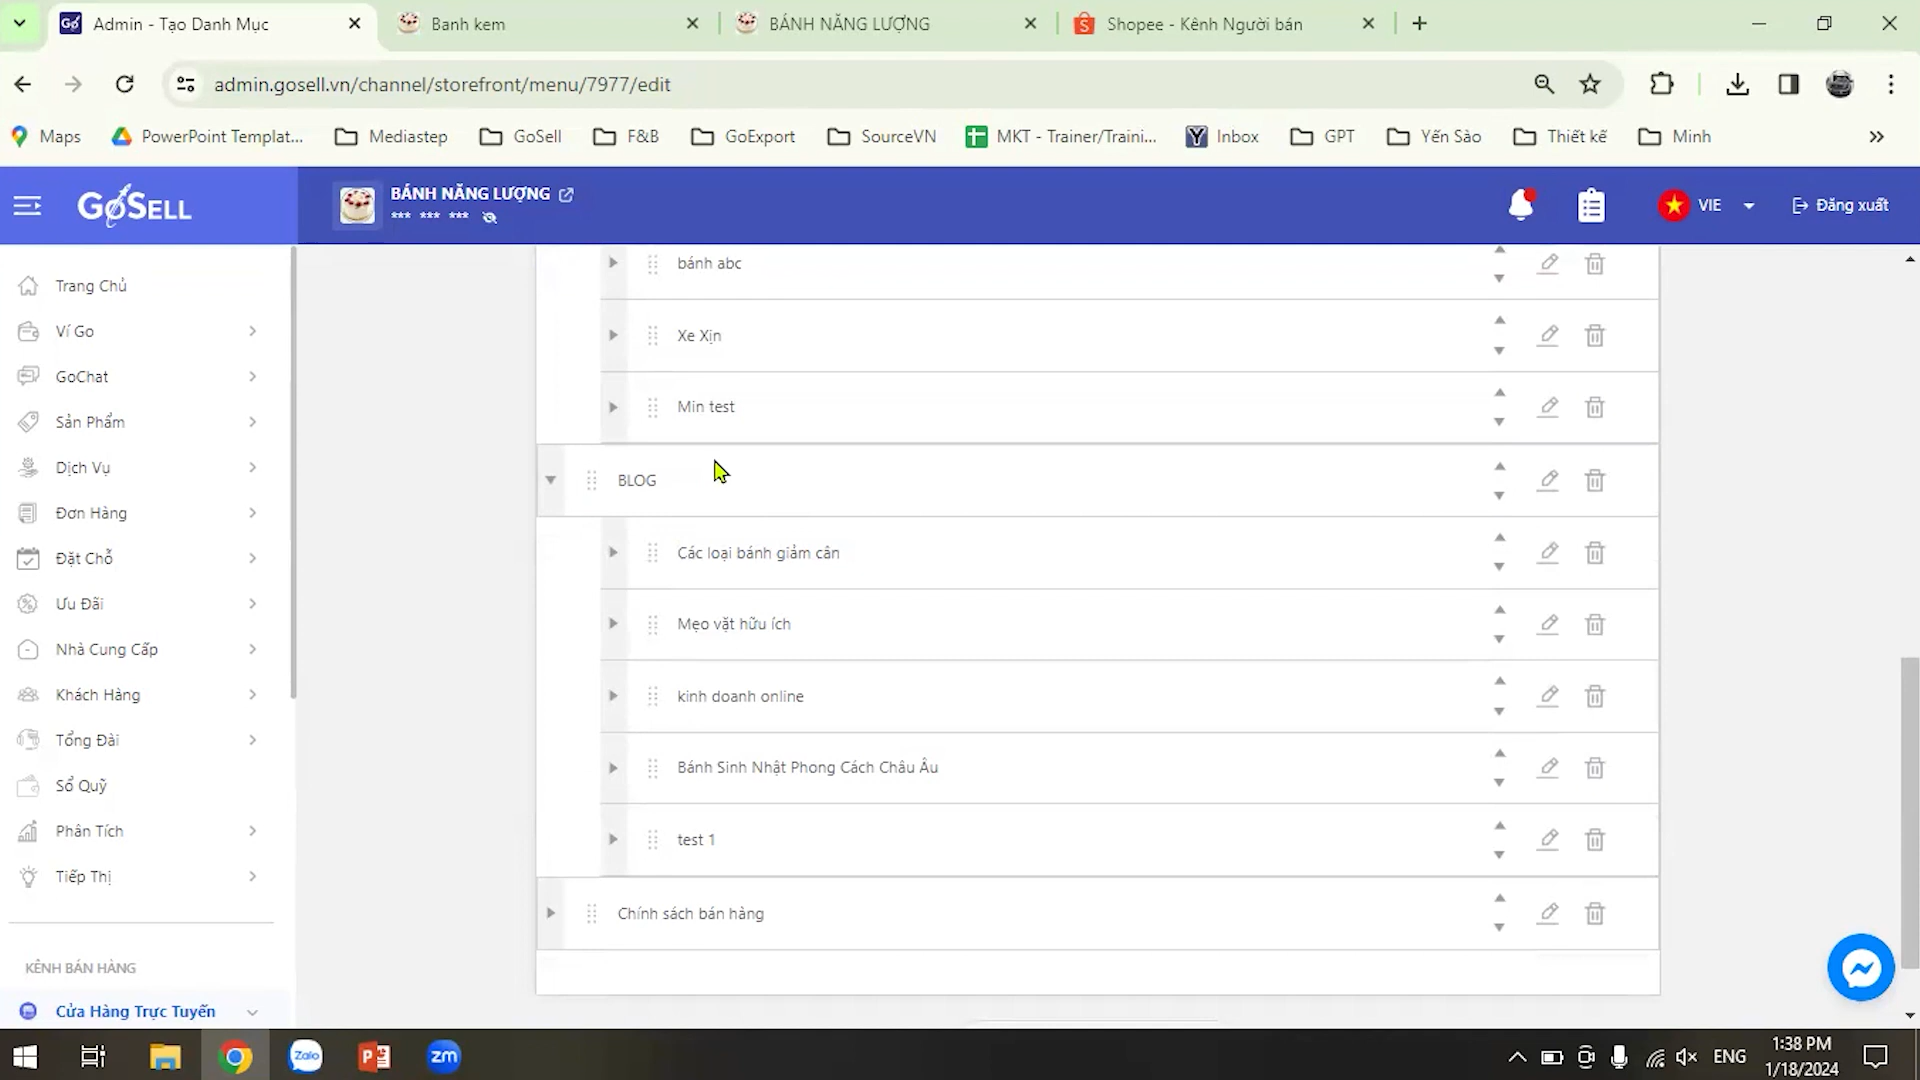 Admin - Tạo Danh Mục
Banh kem
BÁNH NĂNG LƯỢNG
Shopee - Kênh Người bán
admin.gosell.vn/channel/storefront/menu/7977/edit
Maps
PowerPoint Templat...
Mediastep
GoSell
F&B
GoExport
SourceVN
MKT - Trainer/Traini...
Inbox
GPT
Yến Sào
Thiết kế
Minh
GOSELL
BÁNH NĂNG LƯỢNG
*** *** ***
VIE
Đăng xuất
Trang Chủ
Ví Go
GoChat
Sản Phẩm
Dịch Vụ
Đơn Hàng
Đặt Chỗ
Ưu Đãi
Nhà Cung Cấp
Khách Hàng
Tổng Đài
Sổ Quỹ
Phân Tích
Tiếp Thị
KÊNH BÁN HÀNG
Cửa Hàng Trực Tuyến
bánh abc
Xe Xịn
Min test
BLOG
Các loại bánh giảm cân
Mẹo vặt hữu ích
kinh doanh online
Bánh Sinh Nhật Phong Cách Châu Âu
test 1
Chính sách bán hàng
Zalo
zm
ENG
1:38 PM
1/18/2024